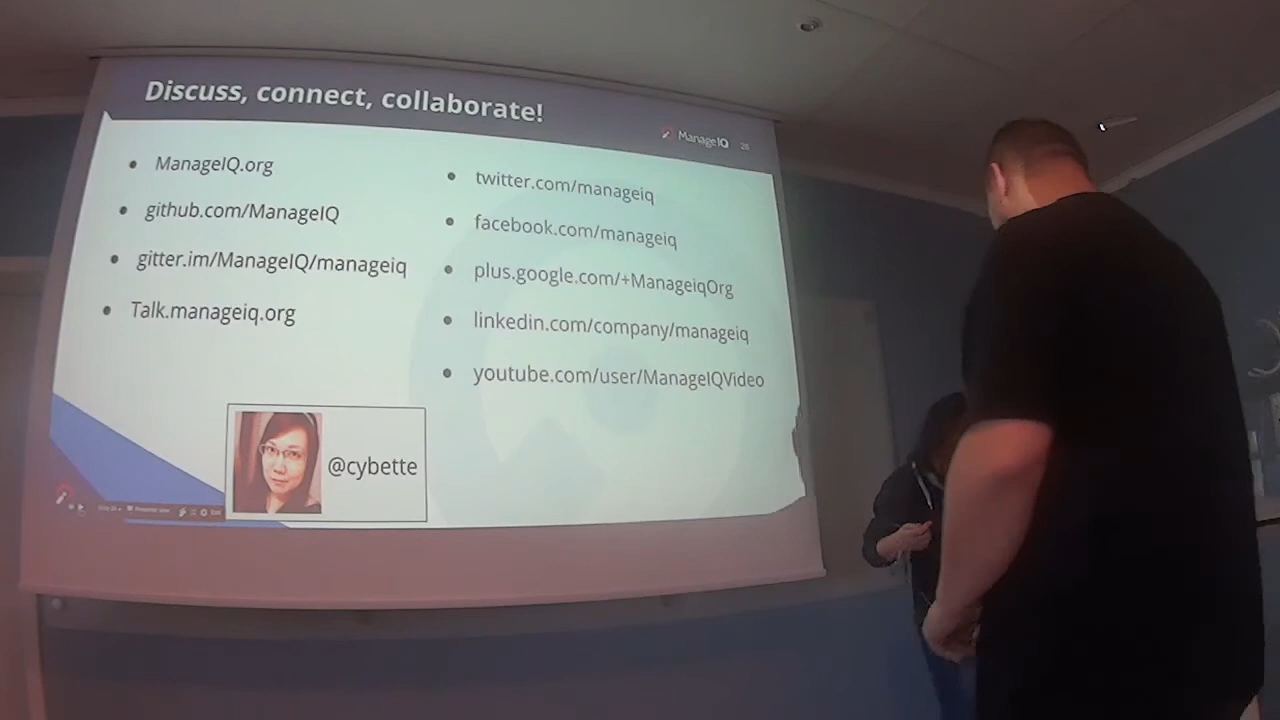 Discuss, connect, collaborate!
ManageIQ 26
ManageIQ.org
github.com/ManageIQ
gitter.im/ManageIQ/manageiq
Talk.manageiq.org
twitter.com/manageiq
facebook.com/manageiq
plus.google.com/+ManageiqOrg
linkedin.com/company/manageiq
youtube.com/user/ManageIQVideo
@cybette